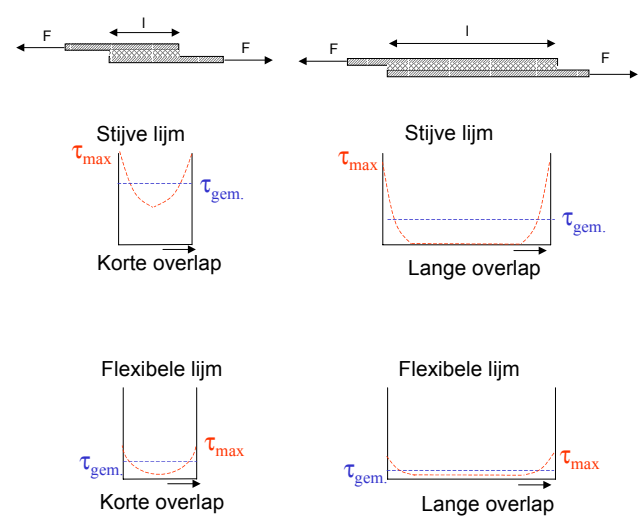 l
F
F
l
F
F
Stijve lijm
τmax
τgem.
Korte overlap
Stijve lijm
τmax
τgem.
Lange overlap
Flexibele lijm
τmax
τgem.
Korte overlap
Flexibele lijm
τgem.
τmax
Lange overlap